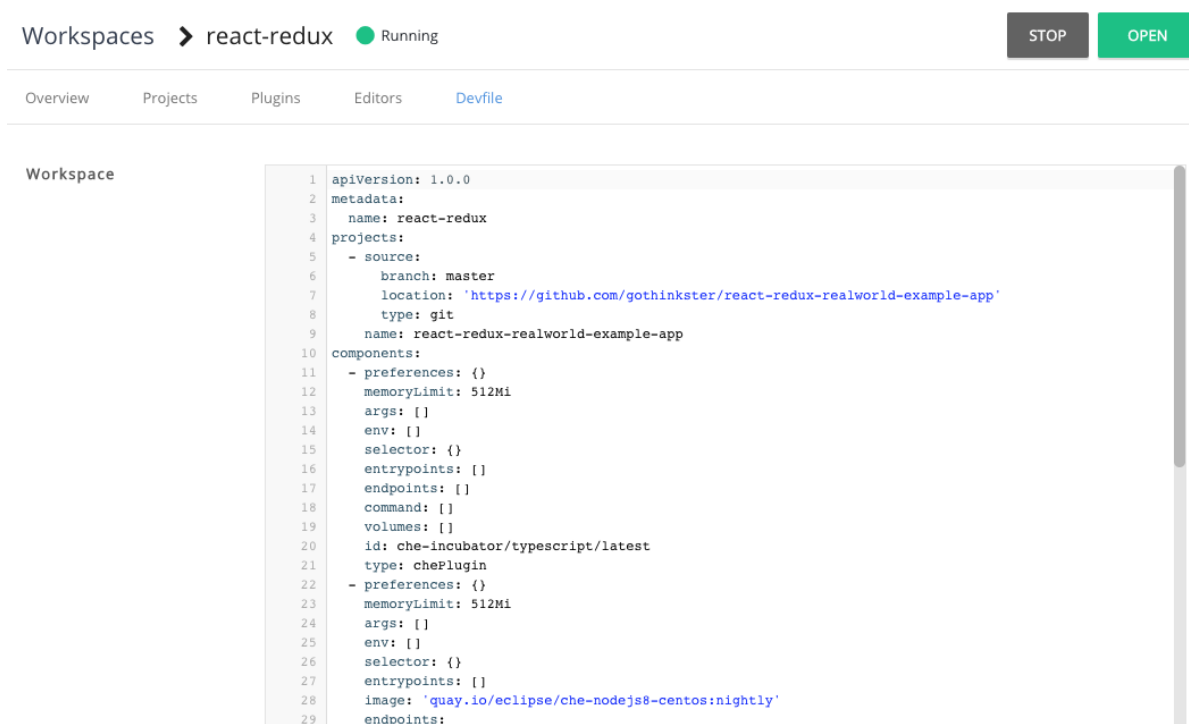 Workspaces > react-redux Running STOP OPEN
Overview Projects Plugins Editors Devfile
Workspace
1 apiVersion: 1.0.0
2 metadata:
3   name: react-redux
4 projects:
5   - source:
6       branch: master
7       location: 'https://github.com/gothinkster/react-redux-realworld-example-app'
8       type: git
9     name: react-redux-realworld-example-app
10 components:
11   - preferences: {}
12     memoryLimit: 512Mi
13     args: []
14     env: []
15     selector: {}
16     entrypoints: []
17     endpoints: []
18     command: []
19     volumes: []
20     id: che-incubator/typescript/latest
21     type: chePlugin
22   - preferences: {}
23     memoryLimit: 512Mi
24     args: []
25     env: []
26     selector: {}
27     entrypoints: []
28     image: 'quay.io/eclipse/che-nodejs8-centos:nightly'
29     endpoints: